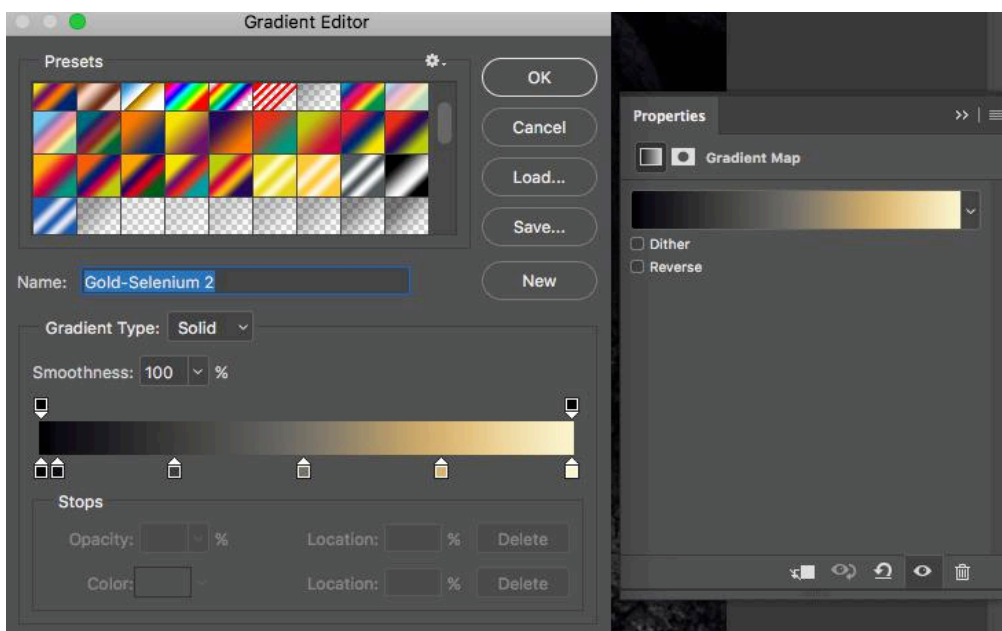 Gradient Editor
Presets
OK
Cancel
Load...
Save...
New
Name: Gold-Selenium 2
Gradient Type: Solid
Smoothness: 100 %
Stops
Opacity: % Location: % Delete
Color: Location: % Delete
Properties
Gradient Map
Dither
Reverse